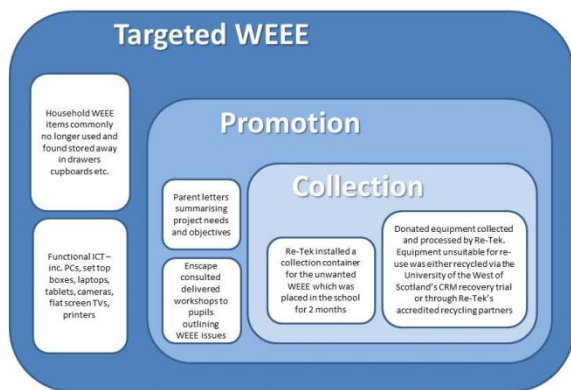 Targeted WEEE
Household WEEE
items commonly
no longer used and
found stored away
in drawers
cupboards etc.
Functional ICT –
inc. PCs, set top
boxes, laptops,
tablets, cameras,
flat screen TVs,
printers
Promotion
Parent letters
summarising
project needs
and objectives
Enscape
consulted
delivered
workshops to
pupils
outlining
WEEE issues
Collection
Re-Tek installed a
collection container
for the unwanted
WEEE which was
placed in the school
for 2 months
Donated equipment collected
and processed by Re-Tek.
Equipment unsuitable for re-
use was either recycled via the
University of the West of
Scotland's CRM recovery trial
or through Re-Tek's
accredited recycling partners